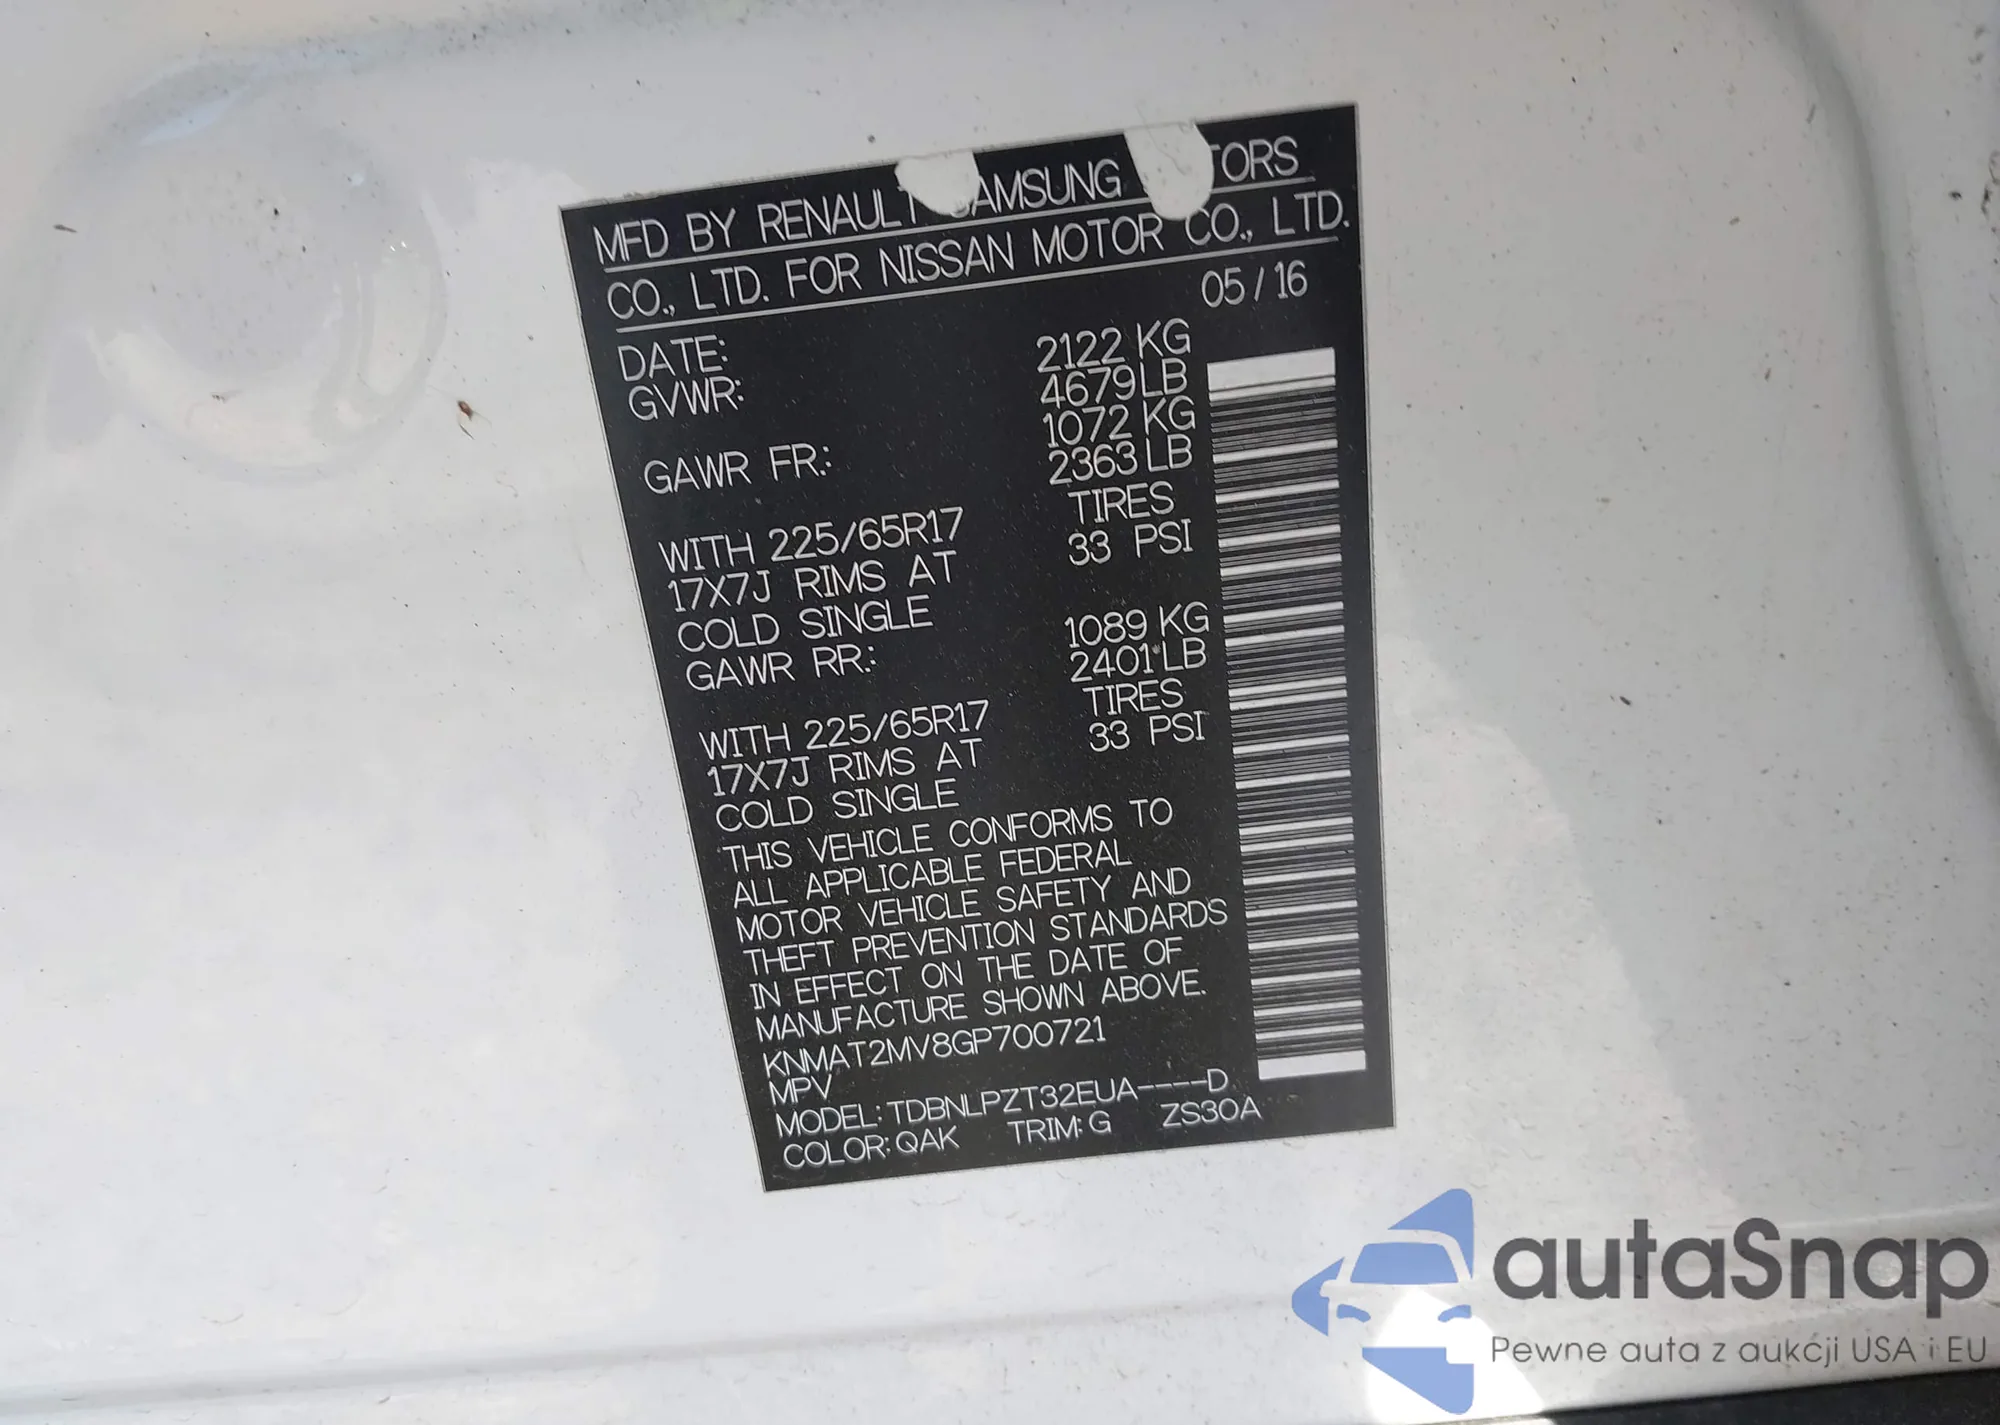 MFD BY RENAULT SAMSUNG MOTORS
CO., LTD. FOR NISSAN MOTOR CO., LTD.
DATE: 05 / 16
GVWR: 2122 KG
4679 LB
GAWR FR.: 1072 KG
2363 LB
WITH 225/65R17 TIRES
17X7J RIMS AT 33 PSI
COLD SINGLE
GAWR RR.: 1089 KG
2401 LB
WITH 225/65R17 TIRES
17X7J RIMS AT 33 PSI
COLD SINGLE
THIS VEHICLE CONFORMS TO
ALL APPLICABLE FEDERAL
MOTOR VEHICLE SAFETY AND
THEFT PREVENTION STANDARDS
IN EFFECT ON THE DATE OF
MANUFACTURE SHOWN ABOVE.
KNMAT2MV8GP700721
MPV
MODEL: TDBNLPZT32EUA----D
COLOR: QAK TRIM: G ZS30A
autaSnap
Pewne auta z aukcji USA i EU